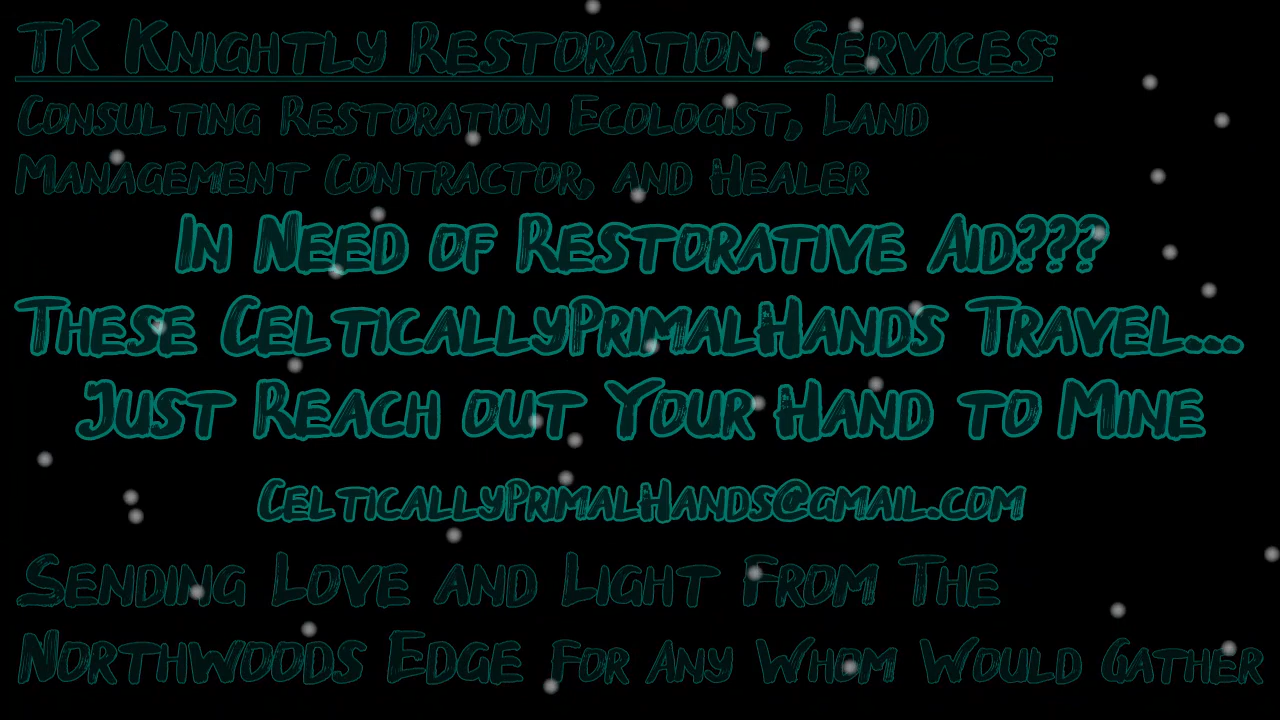 TK Knightly Restoration Services:
Consulting Restoration Ecologist, Land
Management Contractor, and Healer
In Need of Restorative Aid???
These CelticallyPrimalHands Travel...
Just Reach out Your Hand to Mine
CelticallyPrimalHands@gmail.com
Sending Love and Light From The
Northwoods Edge For Any Whom Would Gather